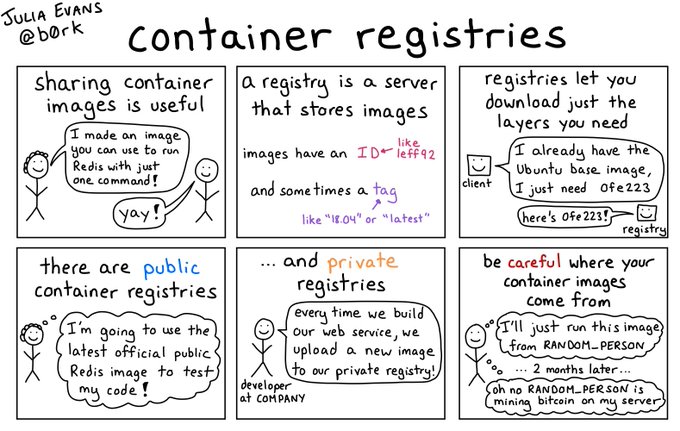 JULIA EVANS
@b0rk
container registries
sharing container
images is useful
I made an image
you can use to run
Redis with just
one command!
yay!
a registry is a server
that stores images
images have an ID
like
leff92
and sometimes a tag
like "18.04" or "latest"
registries let you
download just the
layers you need
client
I already have the
Ubuntu base image,
I just need 0fe223
here's 0fe223!
registry
there are public
container registries
I'm going to use the
latest official public
Redis image to test
my code!
... and private
registries
every time we build
our web service, we
upload a new image
to our private registry!
developer
at COMPANY
be careful where your
container images
come from
I'll just run this image
from RANDOM_PERSON
... 2 months later...
oh no RANDOM_PERSON is
mining bitcoin on my server